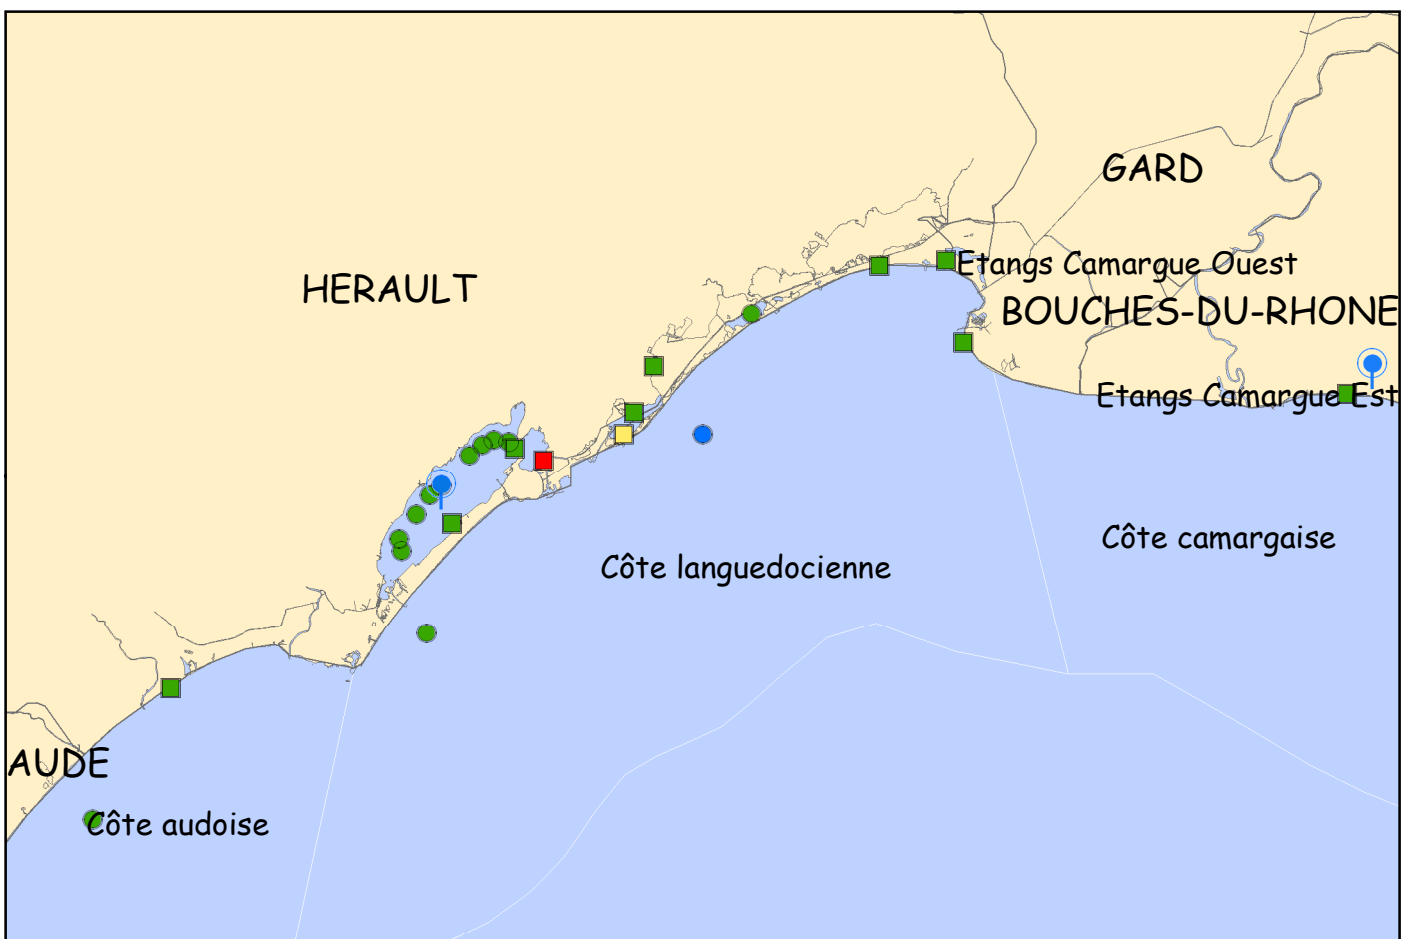 GARD
Etangs Camargue Ouest
HERAULT
BOUCHES-DU-RHONE
Etangs Camargue Est
Côte camargaise
Côte languedocienne
AUDE
Côte audoise